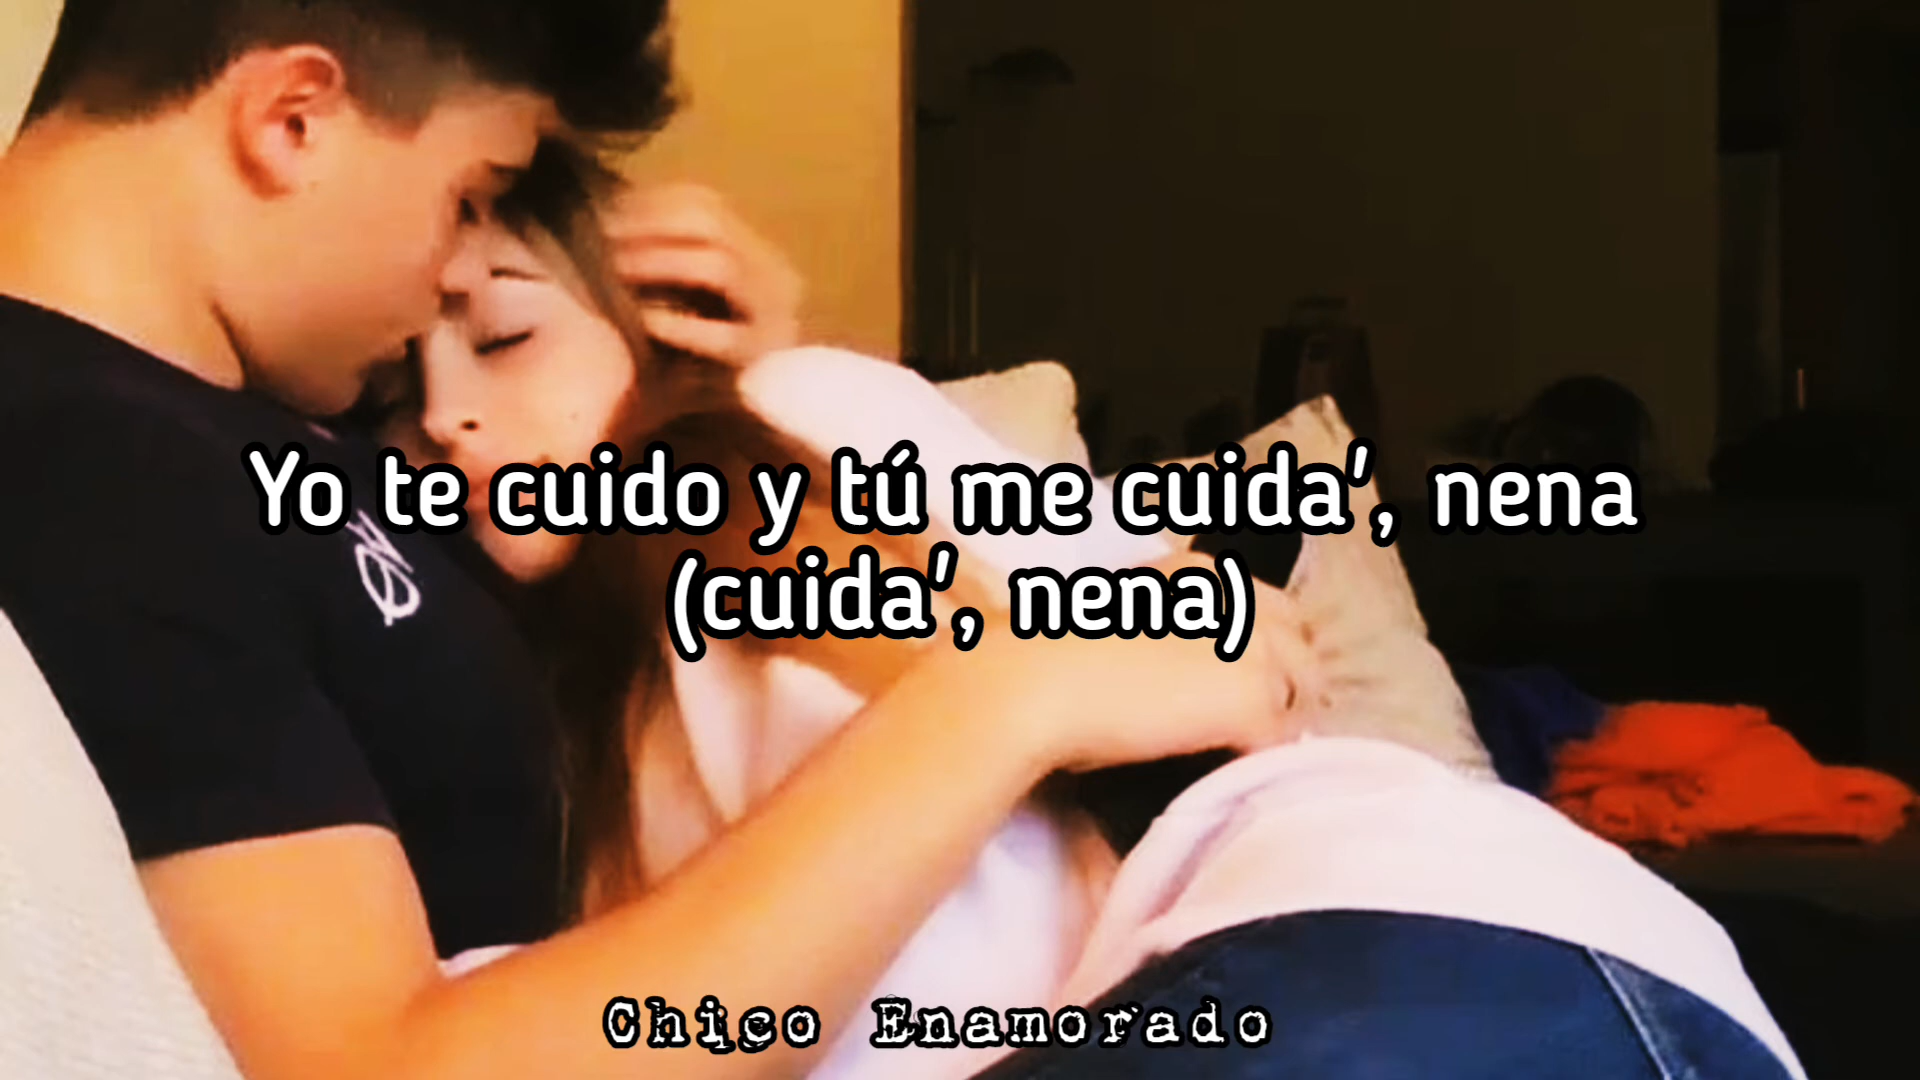 Yo te cuido y tú me cuida', nena
(cuida', nena)
Chico Enamorado